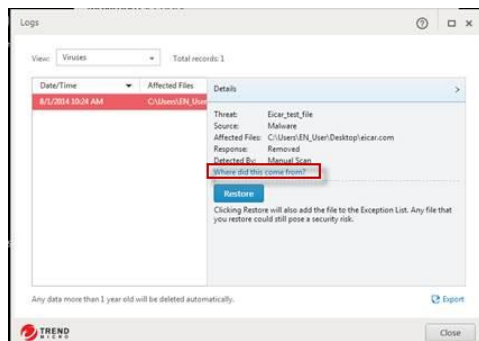 Logs
View: Viruses Total records: 1
Date/Time Affected Files
8/1/2014 10:24 AM C:\Users\EN_User
Details
Threat: Eicar_test_file
Source: Malware
Affected Files: C:\Users\EN_User\Desktop\eicar.com
Response: Removed
Detected By: Manual Scan
Where did this come from?
Restore
Clicking Restore will also add the file to the Exception List. Any file that
you restore could still pose a security risk.
Any data more than 1 year old will be deleted automatically.
Export
TREND
MICRO
Close